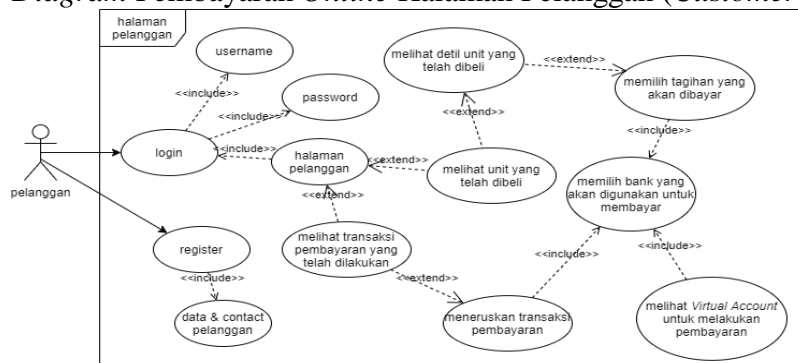 Diagram Pembayaran Online Halaman Pelanggan (Customer
halaman
pelanggan
username
<<include>>
password
<<include>>
login
<<include>>
halaman
pelanggan
<<extend>>
melihat unit yang
telah dibeli
<<extend>>
melihat detil unit yang
telah dibeli
<<extend>>
memilih tagihan yang
akan dibayar
<<include>>
memilih bank yang
akan digunakan untuk
membayar
pelanggan
<<extend>>
register
melihat transaksi
pembayaran yang
telah dilakukan
<<include>>
<<include>>
<<include>>
<<extend>>
data & contact
pelanggan
meneruskan transaksi
pembayaran
melihat Virtual Account
untuk melakukan
pembayaran